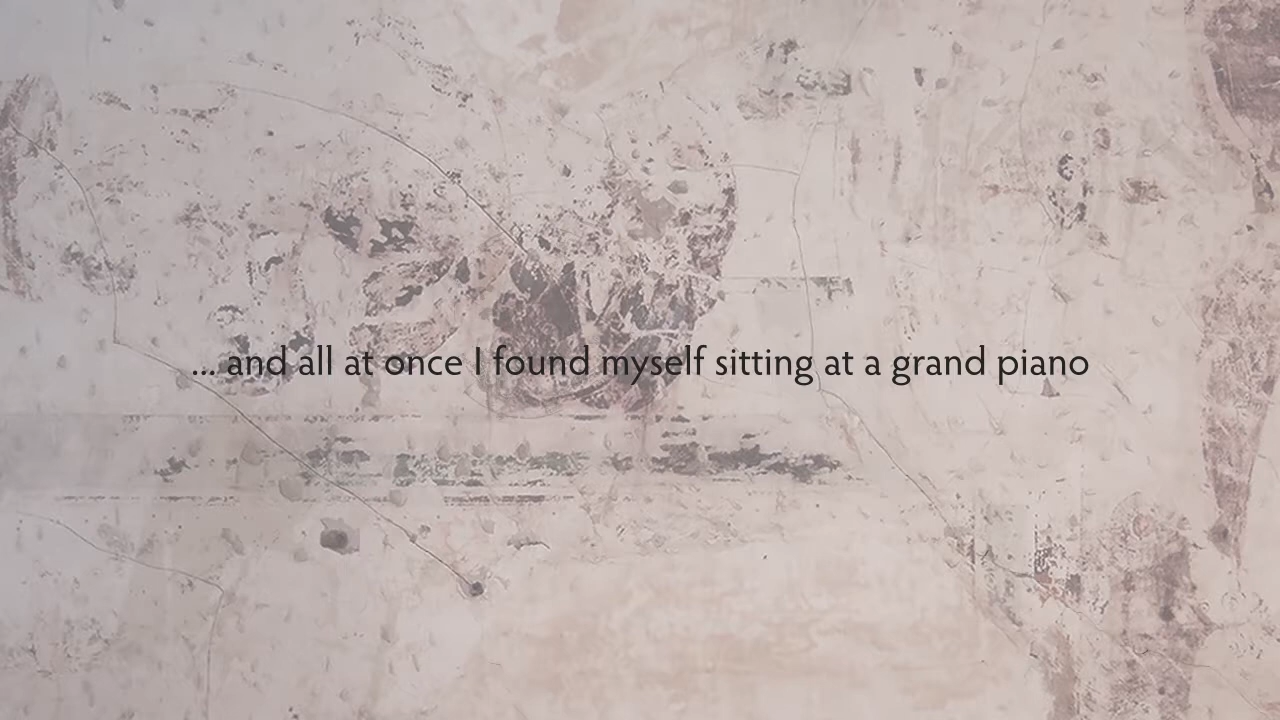 ... and all at once I found myself sitting at a grand piano